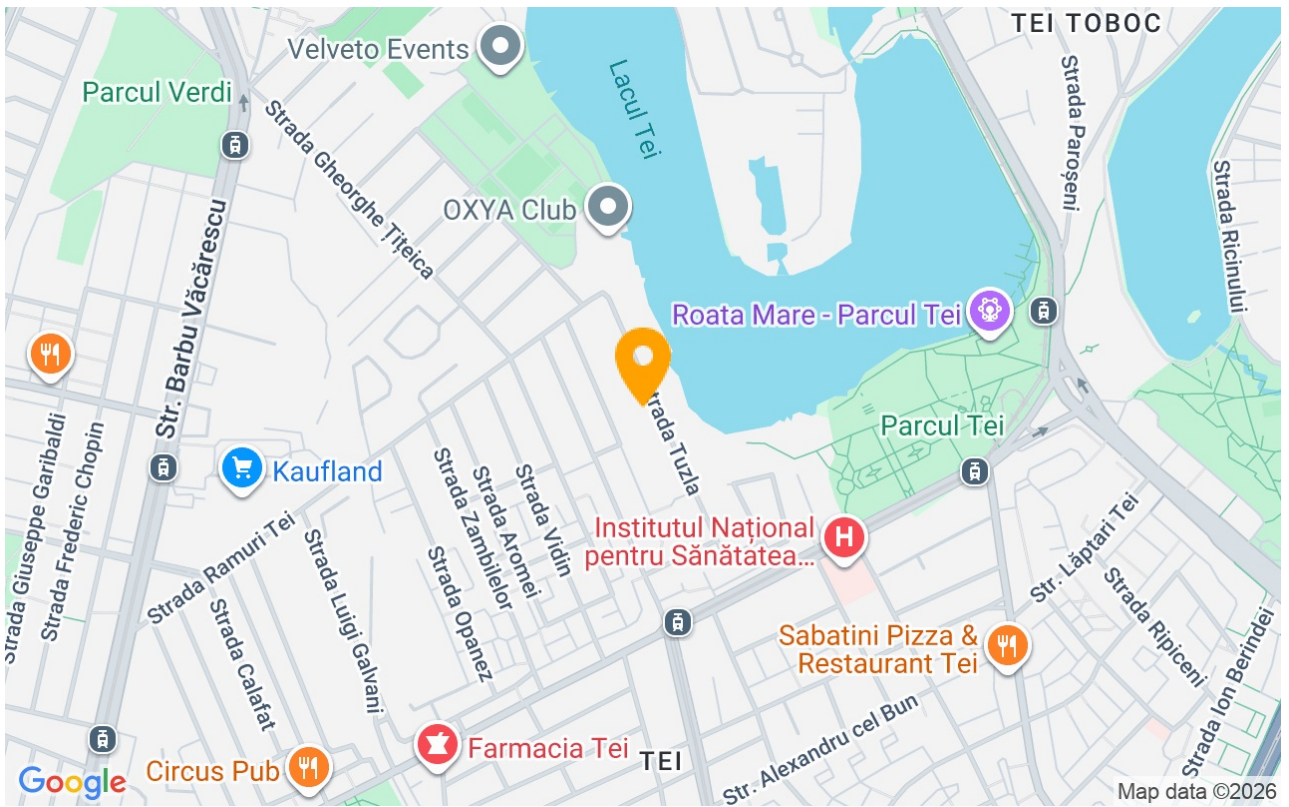 TEI TOBOC
Velveto Events
Parcul Verdi
Lacul Tei
Strada Paroșeni
Strada Gheorghe Țițeica
Strada Ricinului
OXYA Club
Str. Barbu Văcărescu
Roata Mare - Parcul Tei
Strada Tuzla
Parcul Tei
Strada Giuseppe Garibaldi
Strada Frederic Chopin
Kaufland
Strada Zambilelor
Strada Aromei
Strada Vidin
Institutul Național
pentru Sănătatea...
H
Strada Ramuri Tei
Strada Luigi Galvani
Strada Opanez
Str. Lăptari Tei
Strada Ripiceni
Strada Calafat
Sabatini Pizza &
Restaurant Tei
Strada Ion Berindei
Str. Alexandru cel Bun
Farmacia Tei
TEI
Circus Pub
Google
Map data ©2026